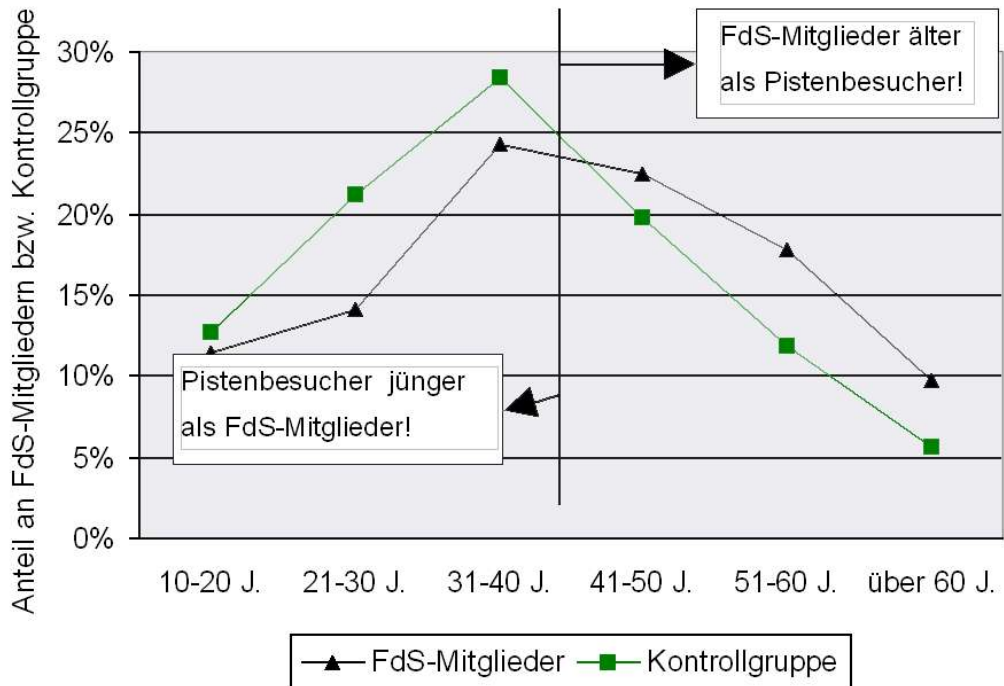 Anteil an FdS-Mitgliedern bzw. Kontrollgruppe
30%
25%
20%
15%
10%
5%
0%
FdS-Mitglieder älter
als Pistenbesucher!
Pistenbesucher jünger
als FdS-Mitglieder!
10-20 J. 21-30 J. 31-40 J. 41-50 J. 51-60 J. über 60 J.
FdS-Mitglieder Kontrollgruppe